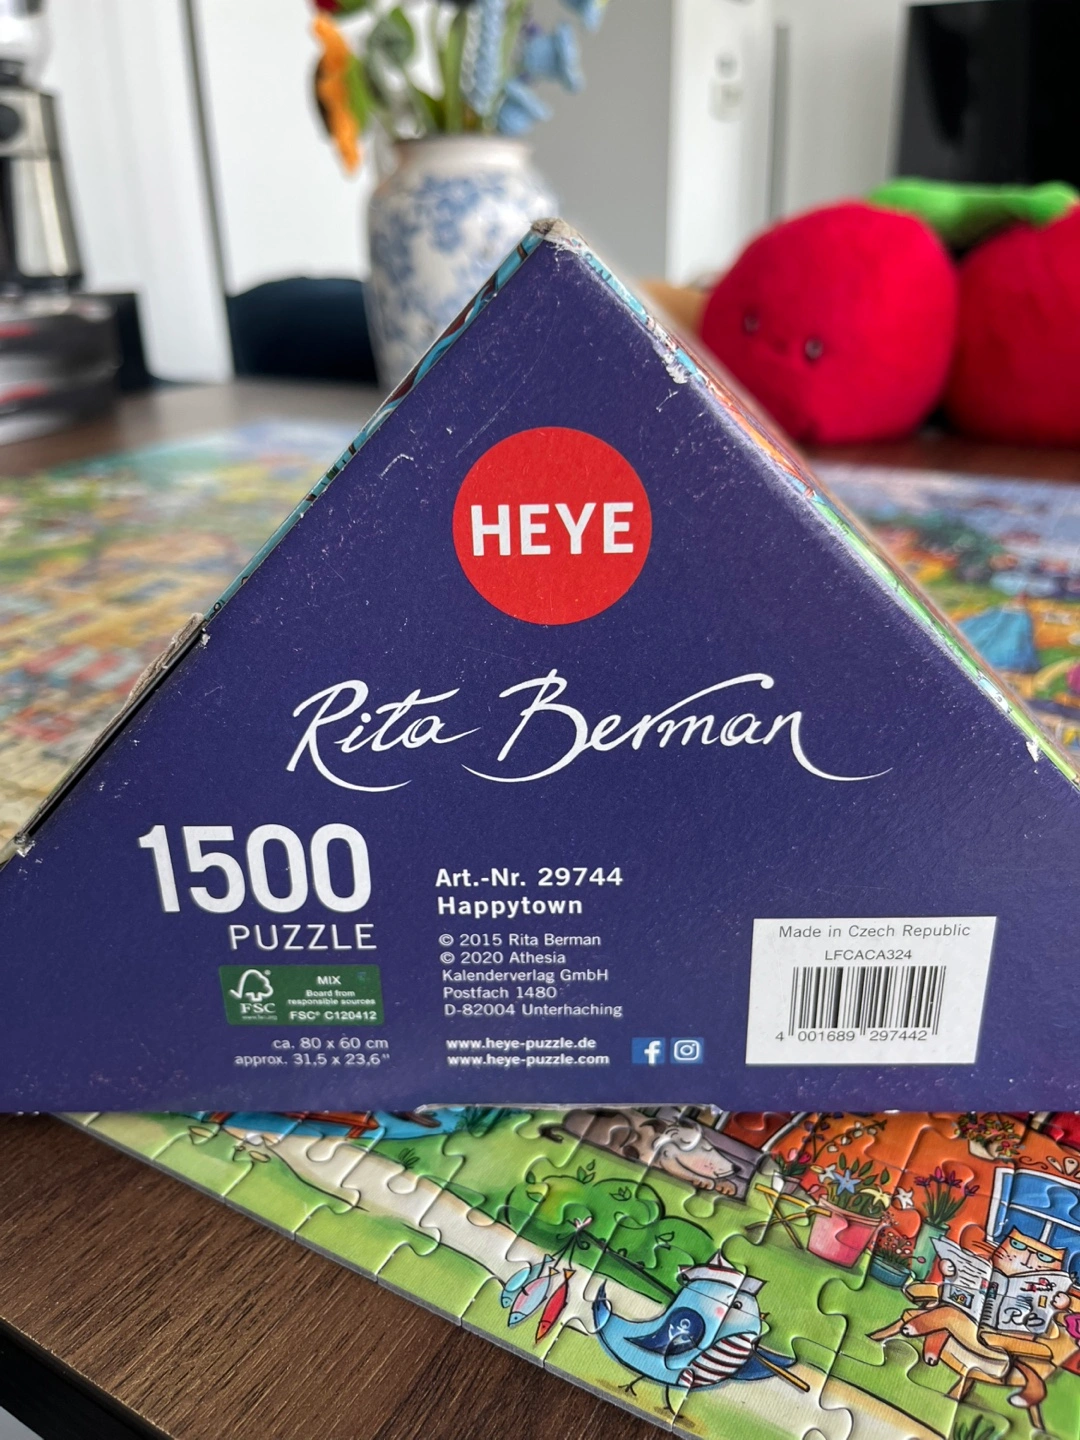 HEYE
Rita Berman
1500
PUZZLE
FSC
MIX
Board from
responsible sources
FSC® C120412
ca. 80 x 60 cm
approx. 31,5 x 23,6"
Art.-Nr. 29744
Happytown
© 2015 Rita Berman
© 2020 Athesia
Kalenderverlag GmbH
Postfach 1480
D-82004 Unterhaching
www.heye-puzzle.de
www.heye-puzzle.com
Made in Czech Republic
LFCACA324
4 001689 297442
RB